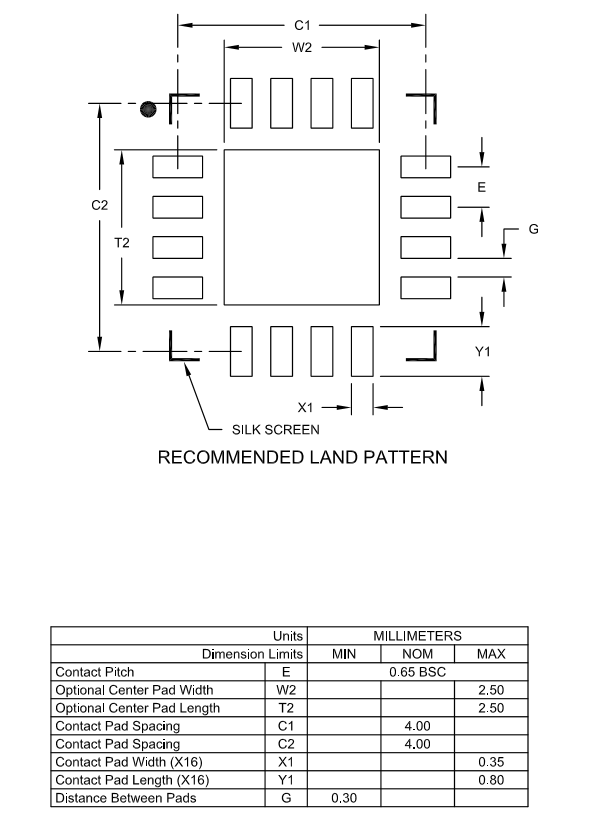 C1
W2
E
C2
G
T2
Y1
X1
SILK SCREEN
RECOMMENDED LAND PATTERN
Units MILLIMETERS
Dimension Limits MIN NOM MAX
Contact Pitch E 0.65 BSC
Optional Center Pad Width W2 2.50
Optional Center Pad Length T2 2.50
Contact Pad Spacing C1 4.00
Contact Pad Spacing C2 4.00
Contact Pad Width (X16) X1 0.35
Contact Pad Length (X16) Y1 0.80
Distance Between Pads G 0.30